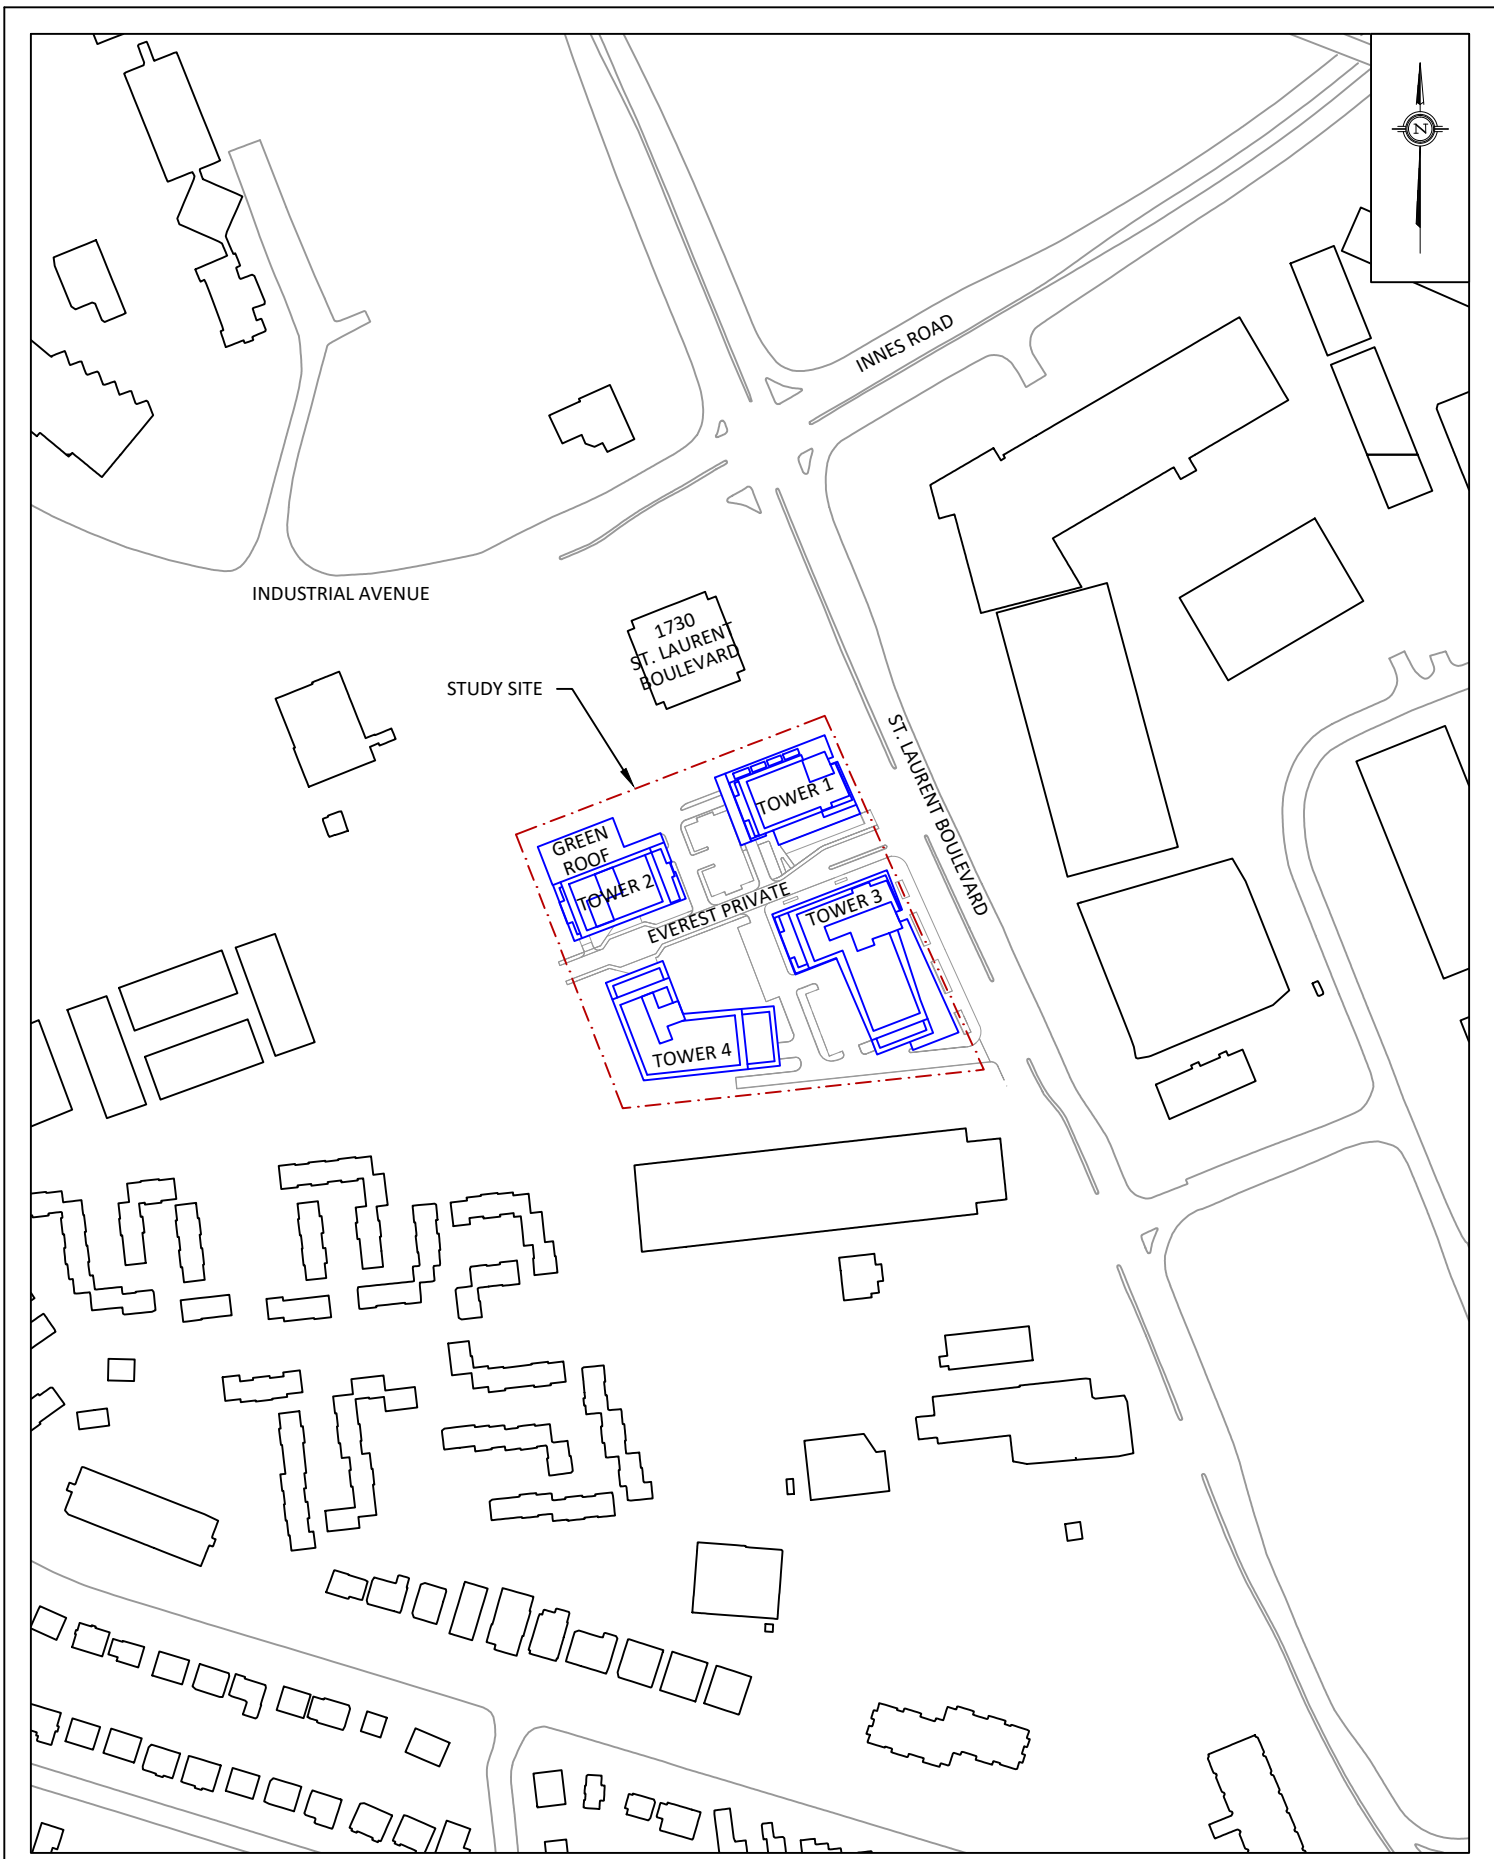 N
INNES ROAD
INDUSTRIAL AVENUE
1730
ST. LAURENT
BOULEVARD
STUDY SITE
ST. LAURENT BOULEVARD
TOWER 1
GREEN
ROOF
TOWER 2
EVEREST PRIVATE
TOWER 3
TOWER 4